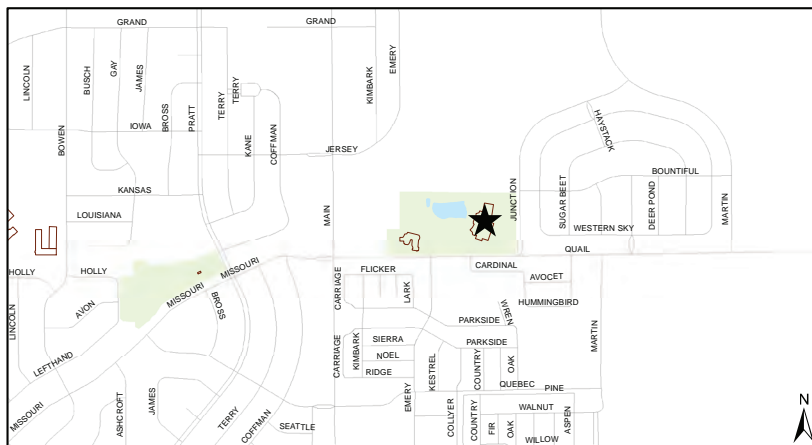 GRAND
GRAND
LINCOLN
BUSCH
GAY
JAMES
TERRY
TERRY
KIMBARK
EMERY
BOWEN
IOWA
BROSS
PRATT
KANE
COFFMAN
JERSEY
HAYSTACK
BOUNTIFUL
KANSAS
LOUISIANA
MAIN
JUNCTION
SUGAR BEET
WESTERN SKY
DEER POND
MARTIN
QUAIL
HOLLY
HOLLY
MISSOURI
MISSOURI
CARRIAGE
FLICKER
LARK
CARDINAL
AVOCET
HUMMINGBIRD
LINCOLN
AVON
BROSS
WREN
PARKSIDE
MARTIN
LEFTHAND
CARRIAGE
KIMBARK
SIERRA
NOEL
RIDGE
PARKSIDE
KESTREL
COUNTRY
OAK
QUEBEC
PINE
MISSOURI
ASHCROFT
JAMES
TERRY
COFFMAN
SEATTLE
EMERY
COLLYER
COUNTRY
FIR
OAK
WALNUT
WILLOW
ASPEN
N